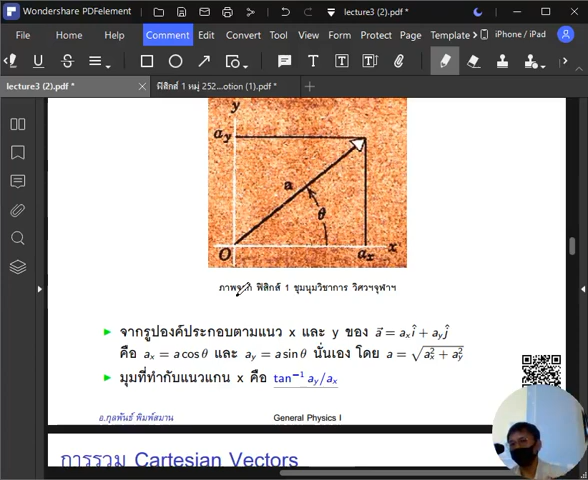 Wondershare PDFelement
lecture3 (2).pdf *
File Home Comment Edit Convert Tool View Form Page Template iPhone / iPad
lecture3 (2).pdf * ฟิสิกส์ 1 หมู่ 252...otion (1).pdf *
y
a_y
a
θ
O a_x x
ภาพจาก ฟิสิกส์ 1 ชุมนุมวิชาการ วิศวฯจุฬาฯ
จากรูปองค์ประกอบตามแนว x และ y ของ a⃗ = a_x î + a_y ĵ
คือ a_x = a cos θ และ a_y = a sin θ นั่นเอง โดย a = √(a_x² + a_y²)
มุมที่ทำกับแนวแกน x คือ tan⁻¹ a_y/a_x
อ.กุลพันธ์ พิมพ์สมาน General Physics I
การรวม Cartesian Vectors